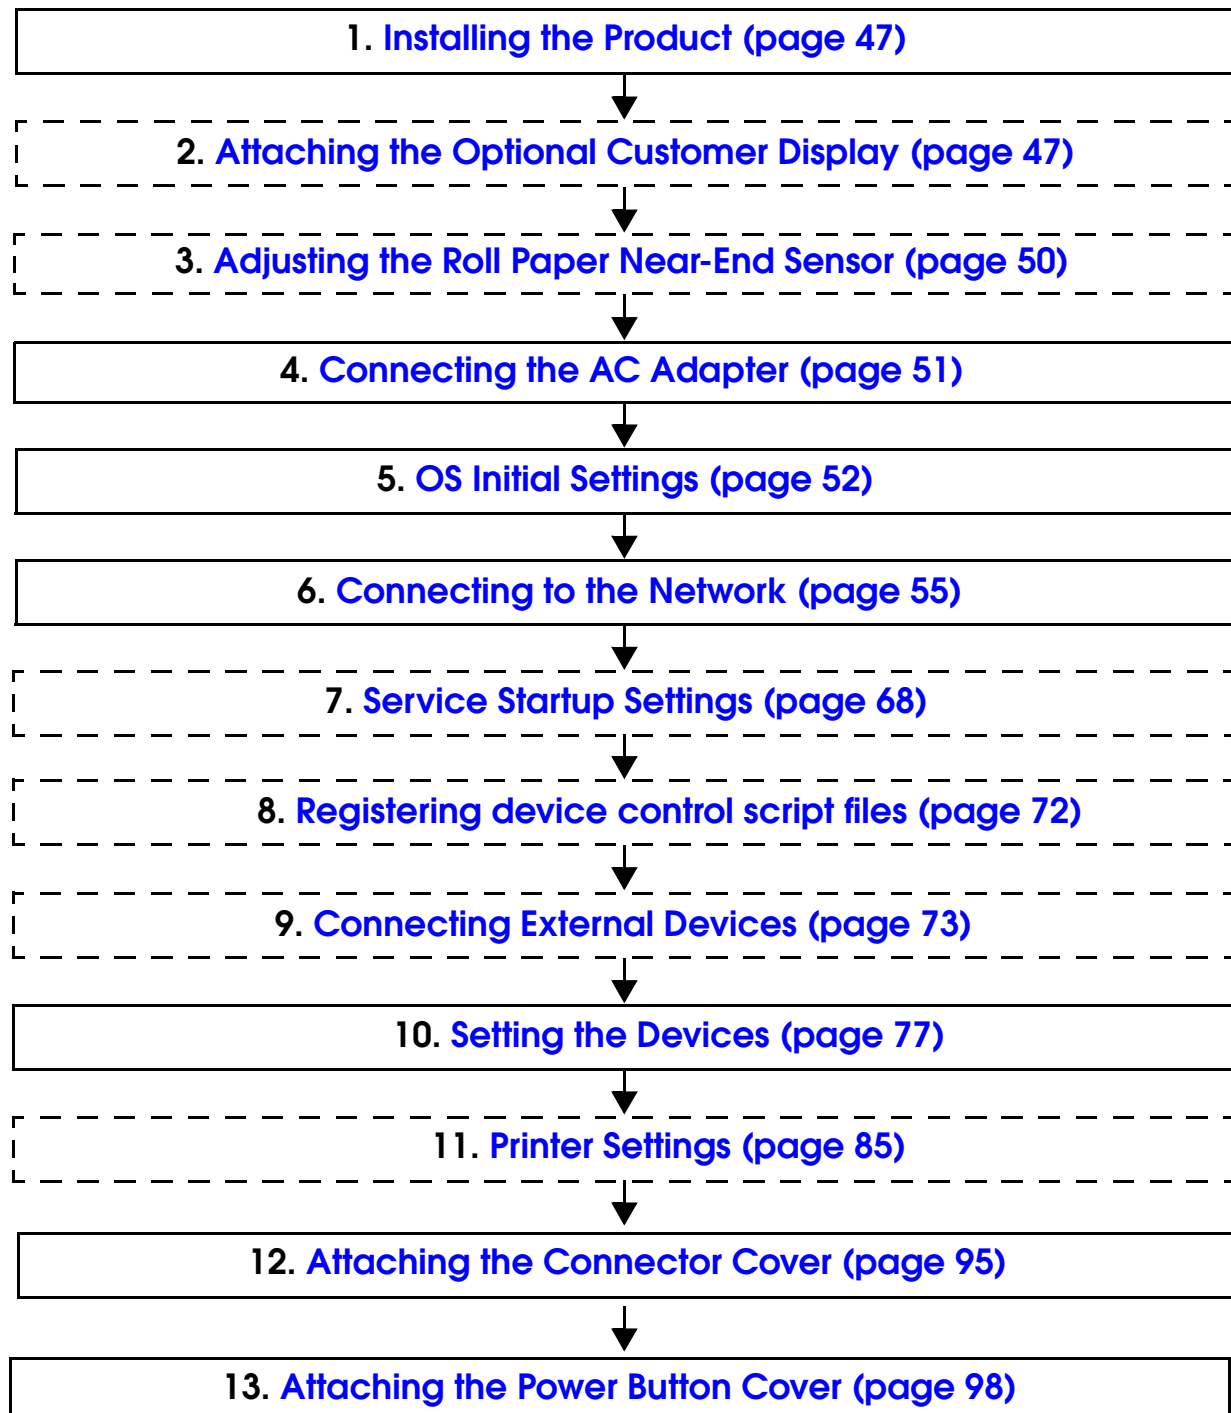 1. Installing the Product (page 47)
2. Attaching the Optional Customer Display (page 47)
3. Adjusting the Roll Paper Near-End Sensor (page 50)
4. Connecting the AC Adapter (page 51)
5. OS Initial Settings (page 52)
6. Connecting to the Network (page 55)
7. Service Startup Settings (page 68)
8. Registering device control script files (page 72)
9. Connecting External Devices (page 73)
10. Setting the Devices (page 77)
11. Printer Settings (page 85)
12. Attaching the Connector Cover (page 95)
13. Attaching the Power Button Cover (page 98)